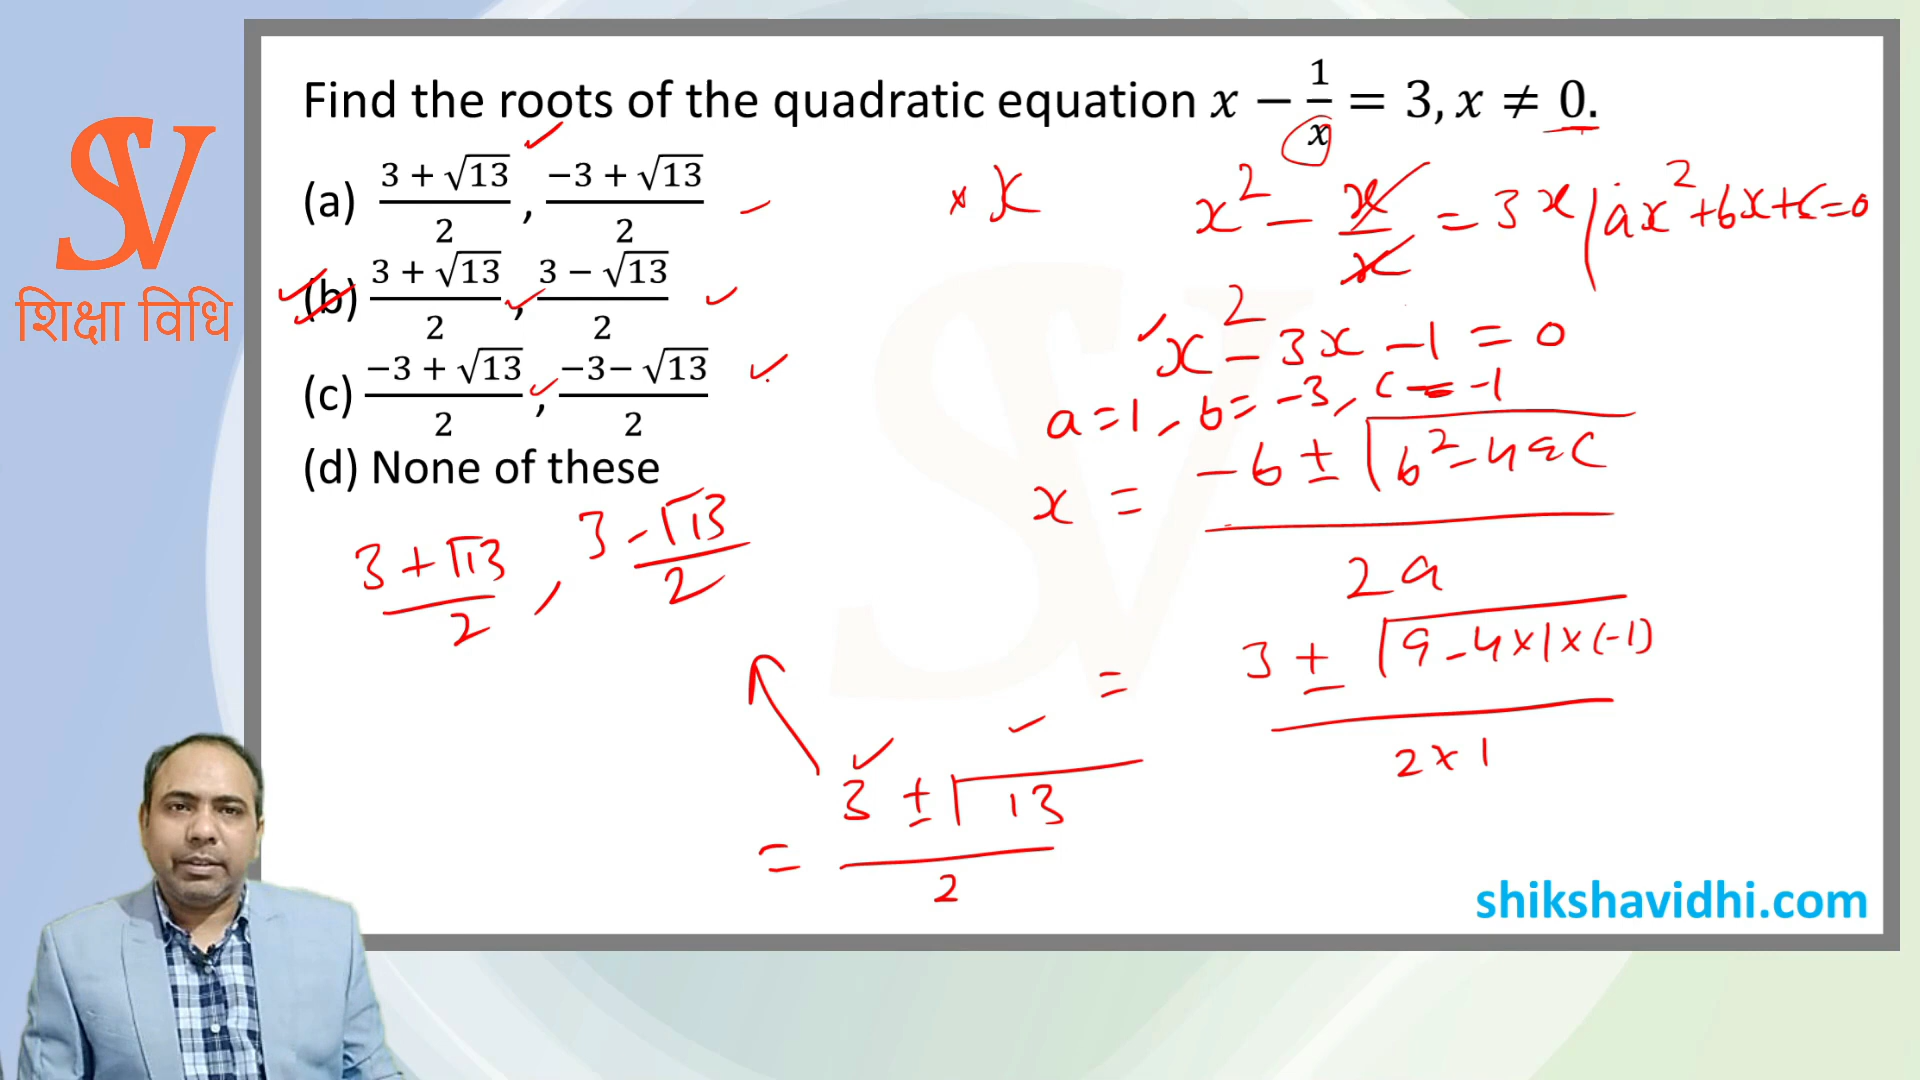 SV
शिक्षा विधि
Find the roots of the quadratic equation x − 1/x = 3, x ≠ 0.
(a) (3 + √13)/2 , (−3 + √13)/2
(b) (3 + √13)/2 , (3 − √13)/2
(c) (−3 + √13)/2 , (−3− √13)/2
(d) None of these
× x
x² − x/x = 3x | ax² + bx + c = 0
x² − 3x − 1 = 0
a = 1, b = −3, c = −1
x = (−b ± √(b² − 4ac))/2a
= (3 ± √(9 − 4×1×(−1)))/(2×1)
= (3 ± √13)/2
(3 + √13)/2 , (3 − √13)/2
shikshavidhi.com